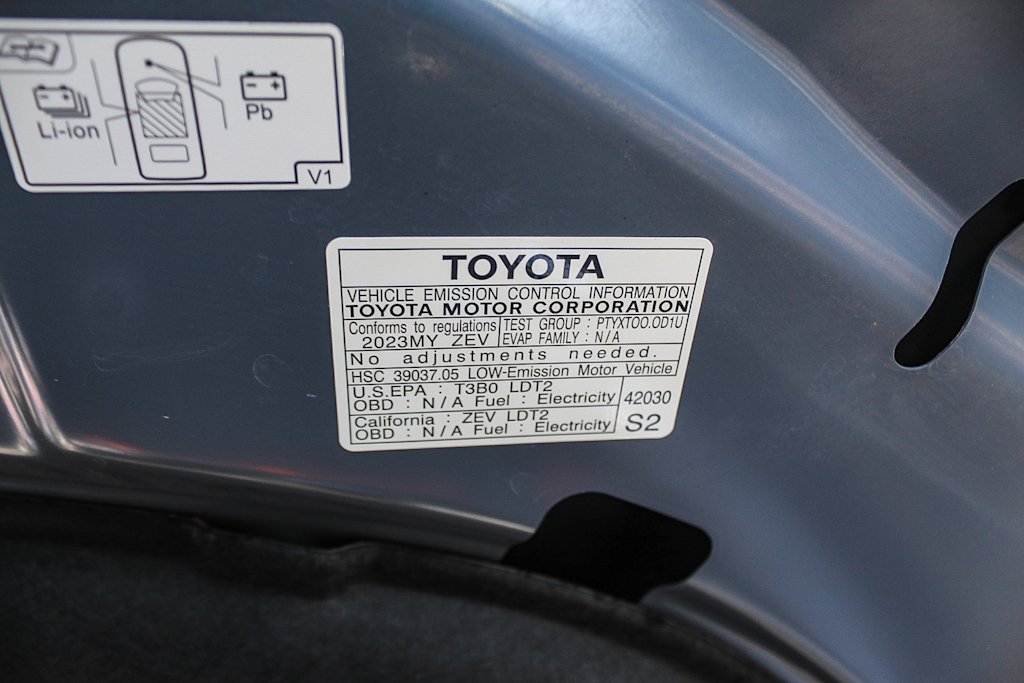 Li-ion
Pb
V1
TOYOTA
VEHICLE EMISSION CONTROL INFORMATION
TOYOTA MOTOR CORPORATION
Conforms to regulations
2023MY ZEV
TEST GROUP : PTYXT00.0D1U
EVAP FAMILY : N/A
No adjustments needed.
HSC 39037.05 LOW-Emission Motor Vehicle
U.S.EPA : T3B0 LDT2
OBD : N/A Fuel : Electricity
California : ZEV LDT2
OBD : N/A Fuel : Electricity
42030
S2